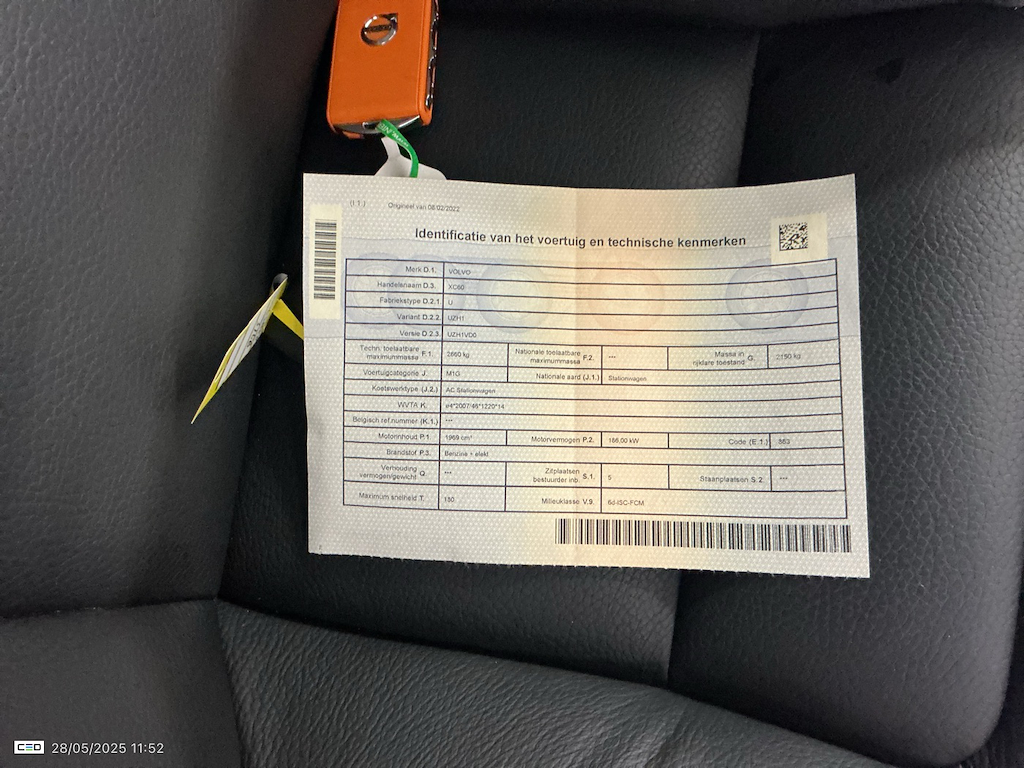 (I.1.) Origineel van 08/02/2022
Identificatie van het voertuig en technische kenmerken
Merk D.1. VOLVO
Handelsnaam D.3. XC60
Fabriekstype D.2.1. U
Variant D.2.2. UZH1
Versie D.2.3. UZH1VD0
Techn. toelaatbare maximummassa F.1. 2660 kg Nationale toelaatbare maximummassa F.2. *** Massa in rijklare toestand G. 2150 kg
Voertuigcategorie J. M1G Nationale aard (J.1.) Stationwagen
Koetswerktype (J.2.) AC Stationwagen
WVTA K. e4*2007/46*1220*14
Belgisch ref.nummer (K.1.) ***
Motorinhoud P.1. 1969 cm³ Motorvermogen P.2. 186,00 kW Code (E.1.) 863
Brandstof P.3. Benzine + elekt
Verhouding vermogen/gewicht Q. *** Zitplaatsen bestuurder inb. S.1. 5 Staanplaatsen S.2. ***
Maximum snelheid T. 180 Milieuklasse V.9. 6d-ISC-FCM
28/05/2025 11:52